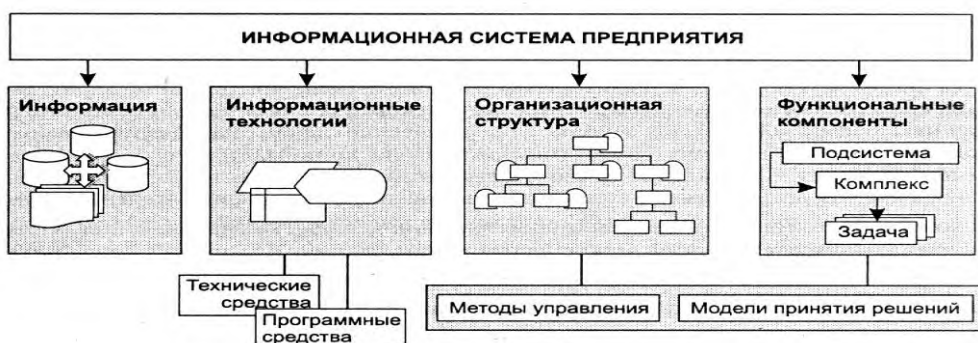 ИНФОРМАЦИОННАЯ СИСТЕМА ПРЕДПРИЯТИЯ
Информация
Информационные
технологии
Организационная
структура
Функциональные
компоненты
Подсистема
Комплекс
Задача
Технические
средства
Программные
средства
Методы управления
Модели принятия решений